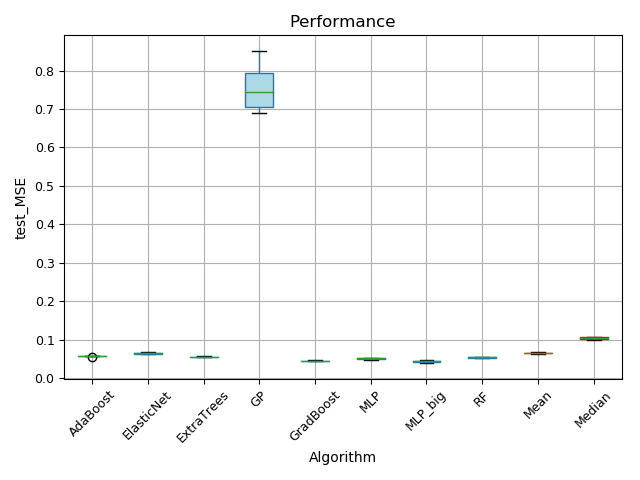 Performance
test_MSE
0.8
0.7
0.6
0.5
0.4
0.3
0.2
0.1
0.0
AdaBoost
ElasticNet
ExtraTrees
GP
GradBoost
MLP
MLP_big
RF
Mean
Median
Algorithm